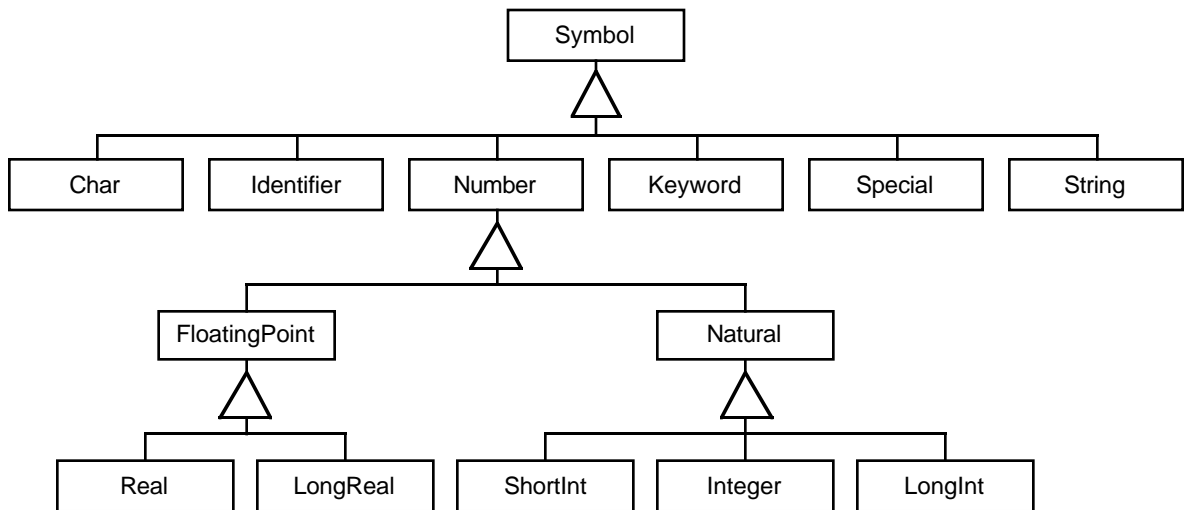 Symbol
Char Identifier Number Keyword Special String
FloatingPoint Natural
Real LongReal ShortInt Integer LongInt